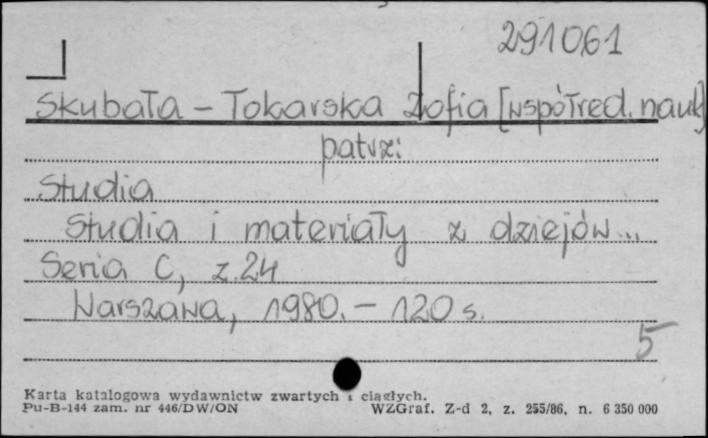 291061
Skubała - Tokarska Zofia [współred. nauk]
patrz:
Studia
Studia i materiały z dziejów...
Seria C, z.24
Warszawa, 1980. - 120 s.
5
Karta katalogowa wydawnictw zwartych i ciągłych.
Pu-B-144 zam. nr 446/DW/ON WZGraf. Z-d 2, z. 255/86, n. 6 350 000